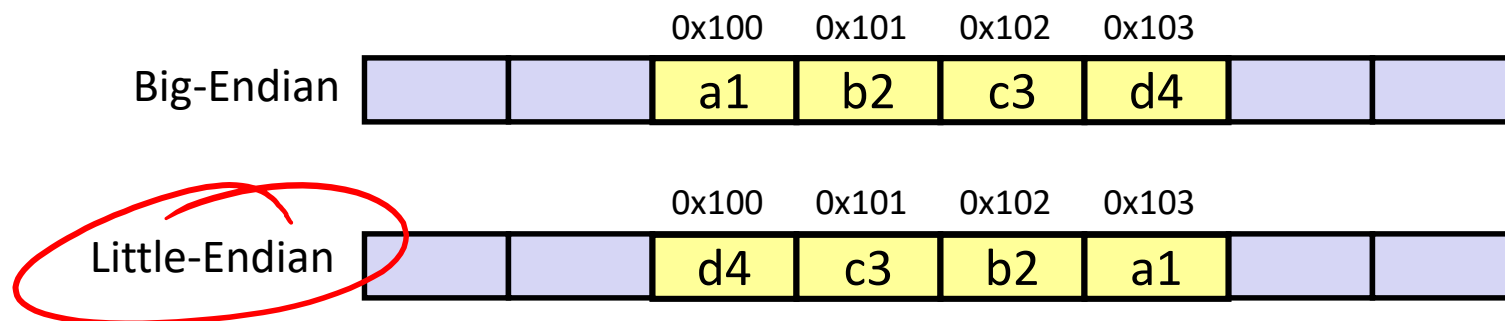 0x100 0x101 0x102 0x103
Big-Endian a1 b2 c3 d4
0x100 0x101 0x102 0x103
Little-Endian d4 c3 b2 a1